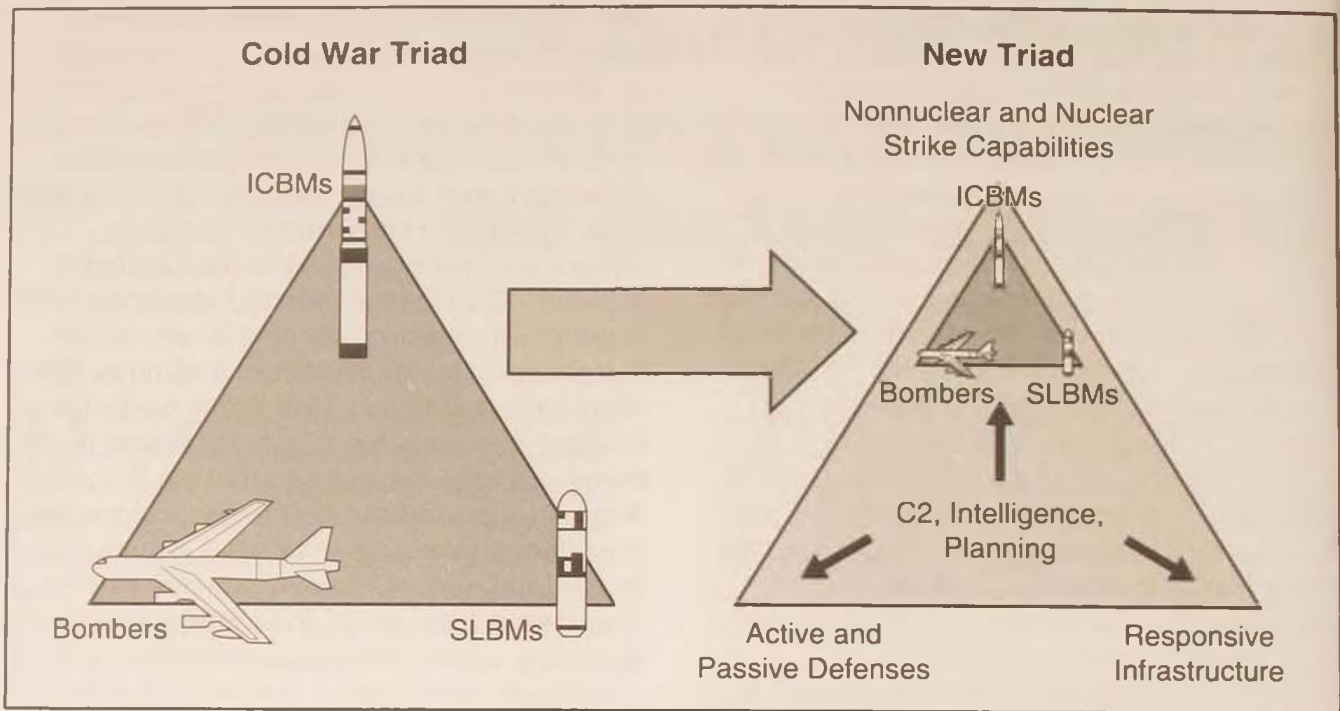 Cold War Triad
ICBMs
Bombers
SLBMs
New Triad
Nonnuclear and Nuclear
Strike Capabilities
ICBMs
Bombers
SLBMs
C2, Intelligence,
Planning
Active and
Passive Defenses
Responsive
Infrastructure